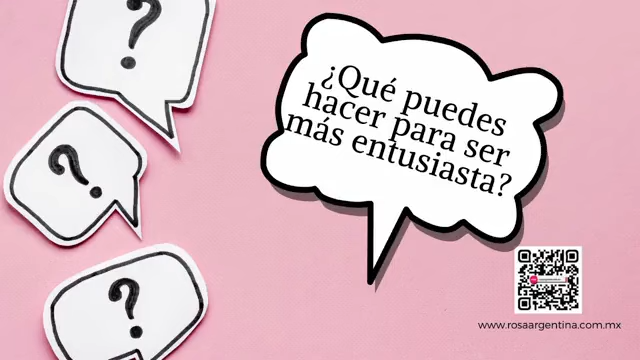 ?
?
?
¿Qué puedes
hacer para ser
más entusiasta?
www.rosaargentina.com.mx